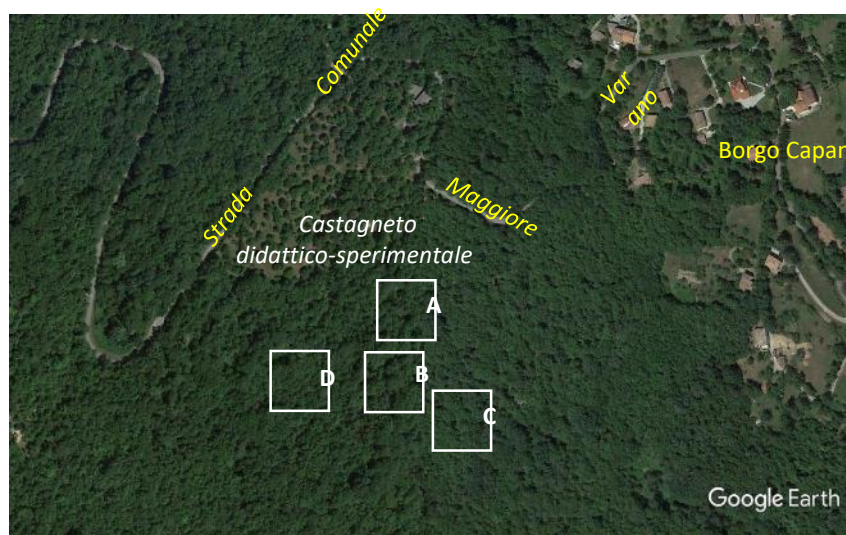 Comunale
Var
ano
Borgo Capar
Strada
Maggiore
Castagneto
didattico-sperimentale
A
B
D
C
Google Earth